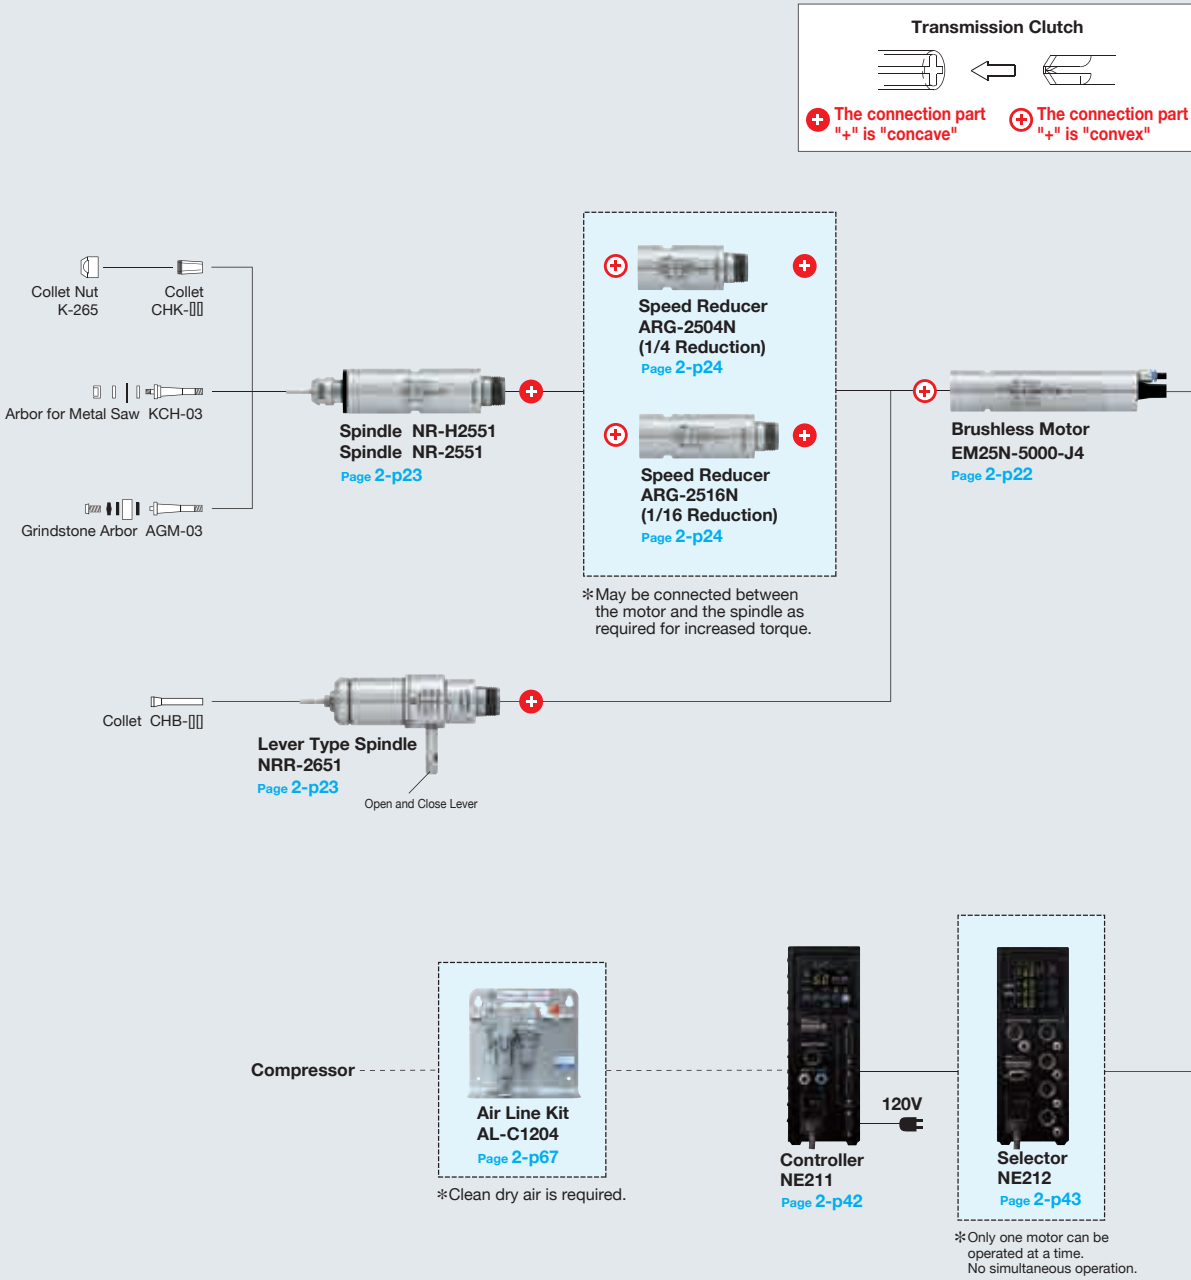 Transmission Clutch
The connection part
"+" is "concave"
The connection part
"+" is "convex"
Collet Nut
K-265
Collet
CHK-[][]
Arbor for Metal Saw KCH-03
Grindstone Arbor AGM-03
Spindle NR-H2551
Spindle NR-2551
Page 2-p23
Speed Reducer
ARG-2504N
(1/4 Reduction)
Page 2-p24
Speed Reducer
ARG-2516N
(1/16 Reduction)
Page 2-p24
Brushless Motor
EM25N-5000-J4
Page 2-p22
✻May be connected between
the motor and the spindle as
required for increased torque.
Collet CHB-[][]
Lever Type Spindle
NRR-2651
Page 2-p23
Open and Close Lever
Compressor
Air Line Kit
AL-C1204
Page 2-p67
✻Clean dry air is required.
120V
Controller
NE211
Page 2-p42
Selector
NE212
Page 2-p43
✻Only one motor can be
operated at a time.
No simultaneous operation.